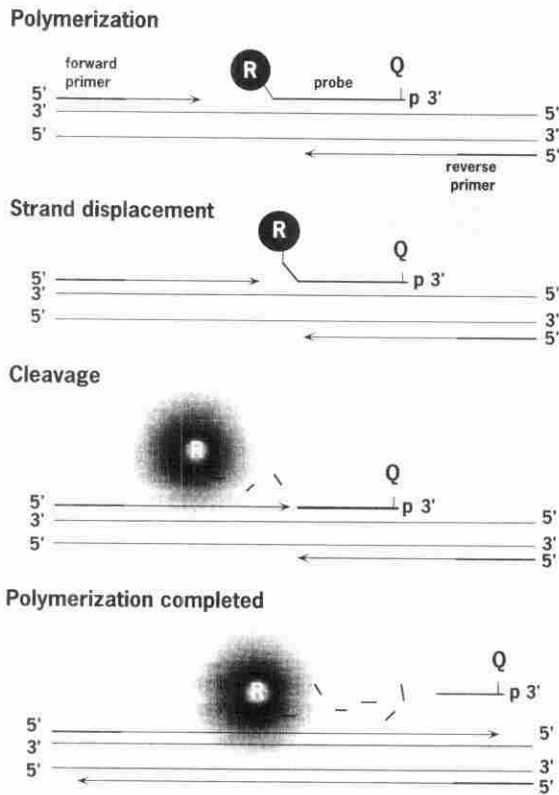 Polymerization
forward
primer
R
probe
Q
5'
p 3'
3'
5'
5'
3'
5'
reverse
primer
Strand displacement
R
Q
5'
p 3'
3'
5'
5'
3'
5'
Cleavage
R
Q
5'
p 3'
3'
5'
5'
3'
5'
Polymerization completed
R
Q
p 3'
5'
5'
3'
5'
3'
5'